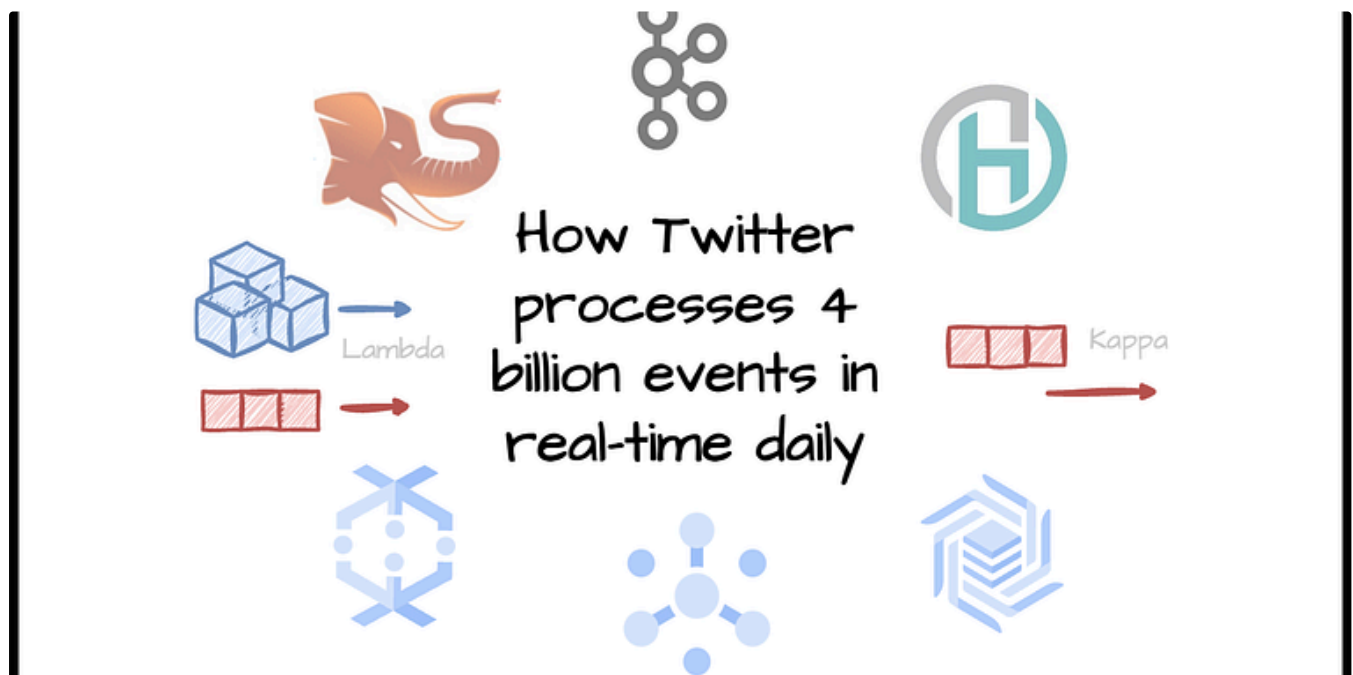 How Twitter
processes 4
billion events in
real-time daily
Lambda
Kappa